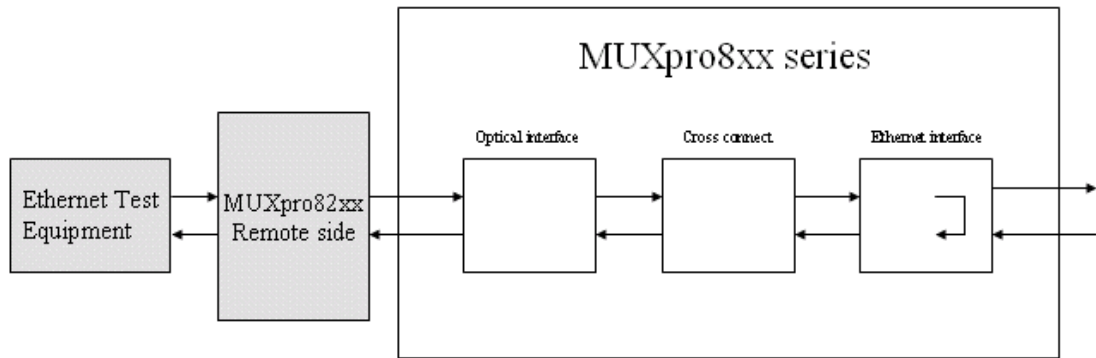 MUXpro8xx series
Optical interface
Cross connect
Ethernet interface
Ethernet Test
Equipment
MUXpro82xx
Remote side